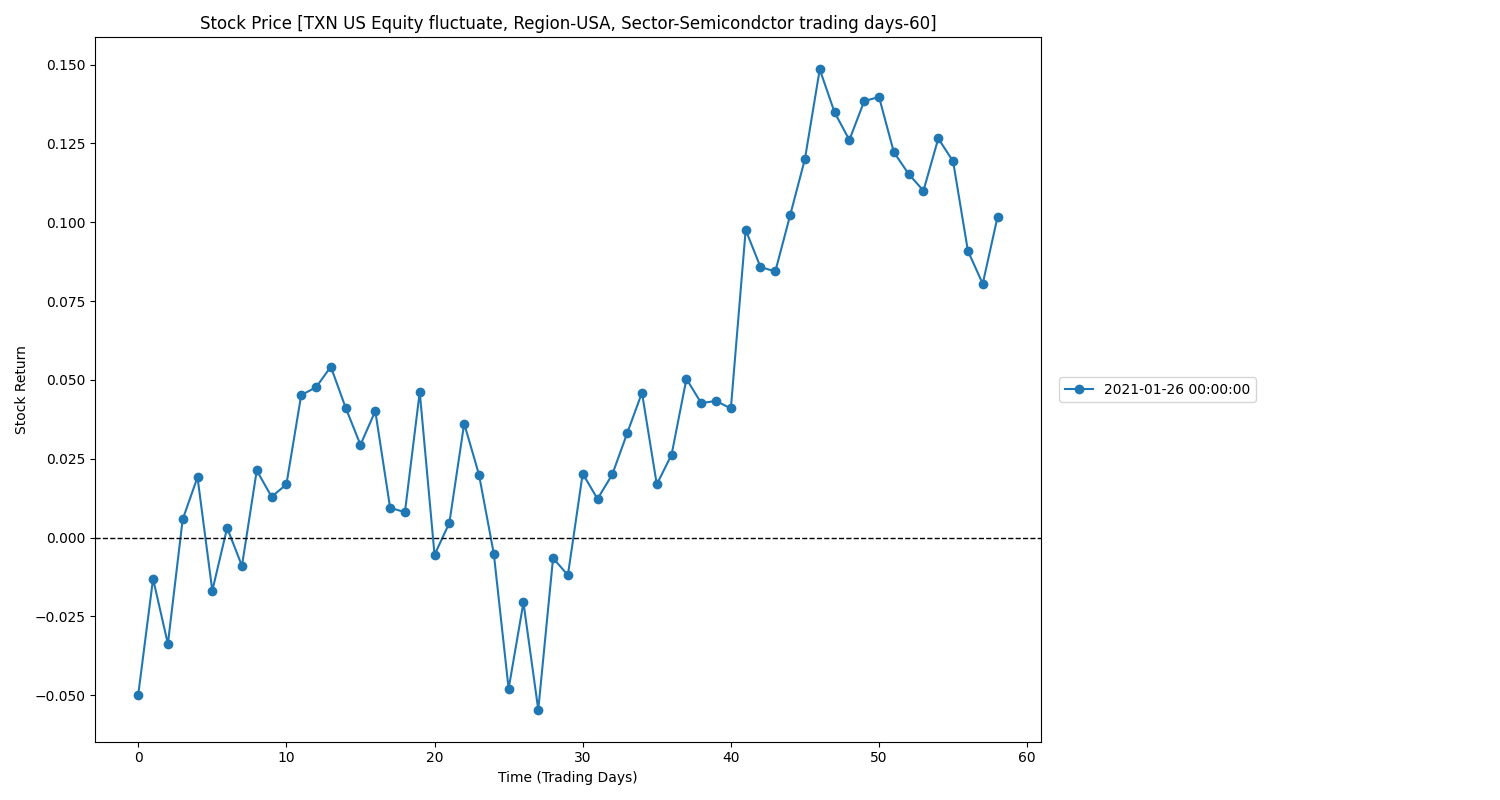 Stock Price [TXN US Equity fluctuate, Region-USA, Sector-Semicondctor trading days-60]
0.150
0.125
0.100
0.075
0.050
0.025
0.000
−0.025
−0.050
Stock Return
0 10 20 30 40 50 60
Time (Trading Days)
2021-01-26 00:00:00